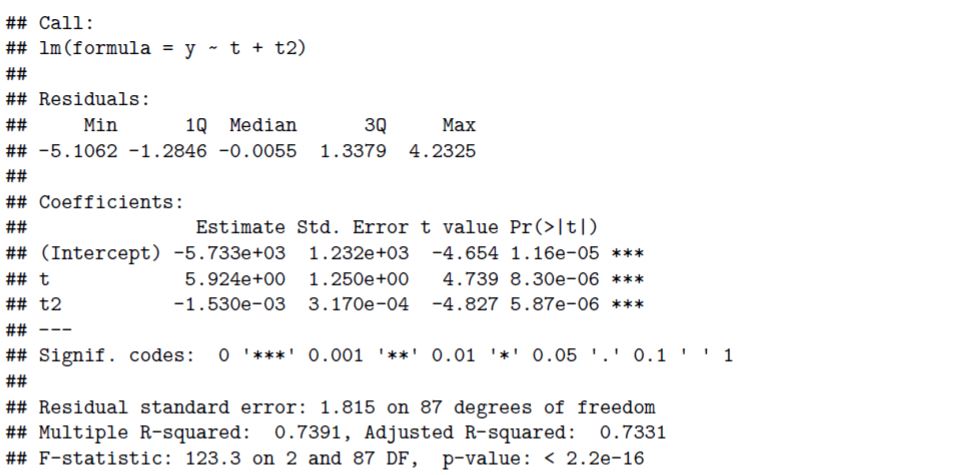 ## Call:
## lm(formula = y ~ t + t2)
##
## Residuals:
##     Min      1Q  Median      3Q     Max
## -5.1062 -1.2846 -0.0055  1.3379  4.2325
##
## Coefficients:
##               Estimate Std. Error t value Pr(>|t|)
## (Intercept) -5.733e+03  1.232e+03  -4.654 1.16e-05 ***
## t            5.924e+00  1.250e+00   4.739 8.30e-06 ***
## t2          -1.530e-03  3.170e-04  -4.827 5.87e-06 ***
## ---
## Signif. codes:  0 '***' 0.001 '**' 0.01 '*' 0.05 '.' 0.1 ' ' 1
##
## Residual standard error: 1.815 on 87 degrees of freedom
## Multiple R-squared:  0.7391, Adjusted R-squared:  0.7331
## F-statistic: 123.3 on 2 and 87 DF,  p-value: < 2.2e-16